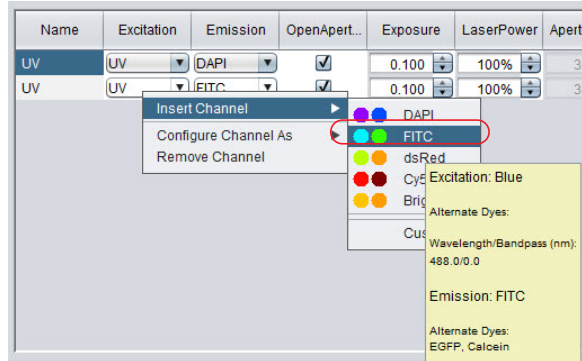 Name Excitation Emission OpenApert... Exposure LaserPower Apert
UV UV DAPI 0.100 100% 3
UV UV FITC 0.100 100% 3
Insert Channel
Configure Channel As
Remove Channel
DAPI
FITC
dsRed
Cy5
Brig
Cus
Excitation: Blue
Alternate Dyes:
Wavelength/Bandpass (nm):
488.0/0.0
Emission: FITC
Alternate Dyes:
EGFP, Calcein